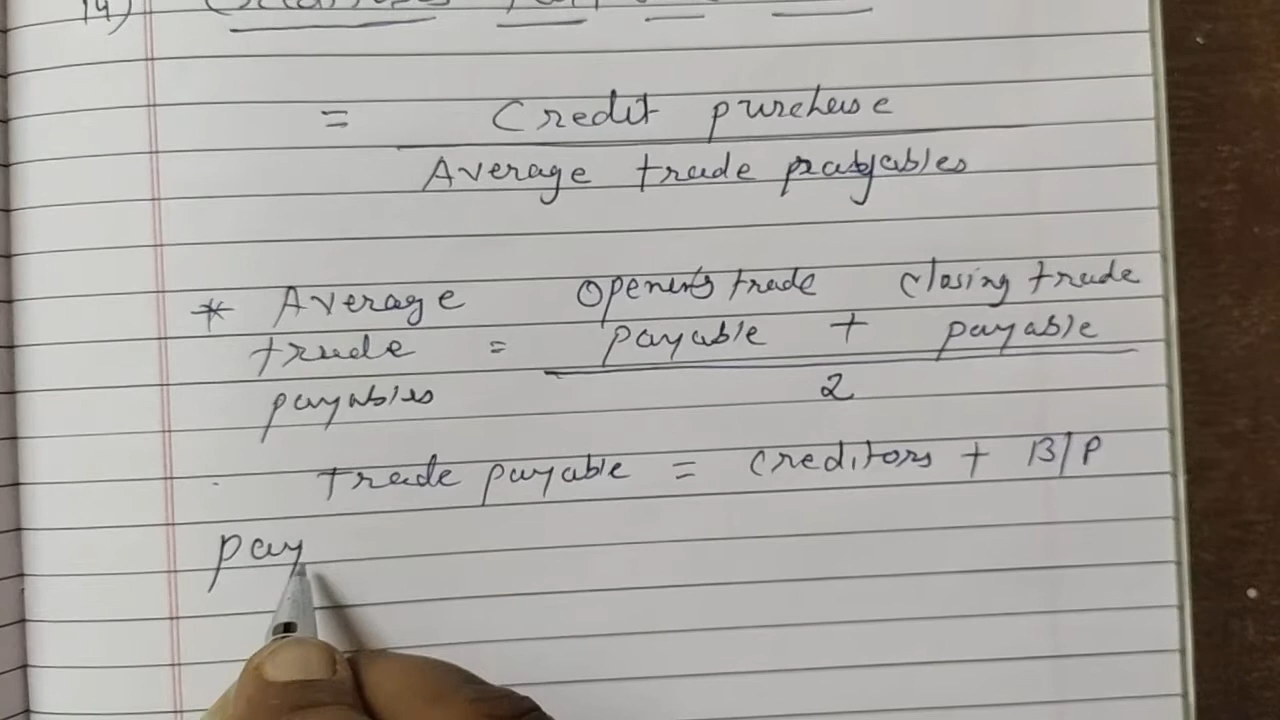 14)
= Credit purchase
Average trade payables
* Average trade payables = Opening trade payable + closing trade payable
2
trade payable = creditors + B/P
pay